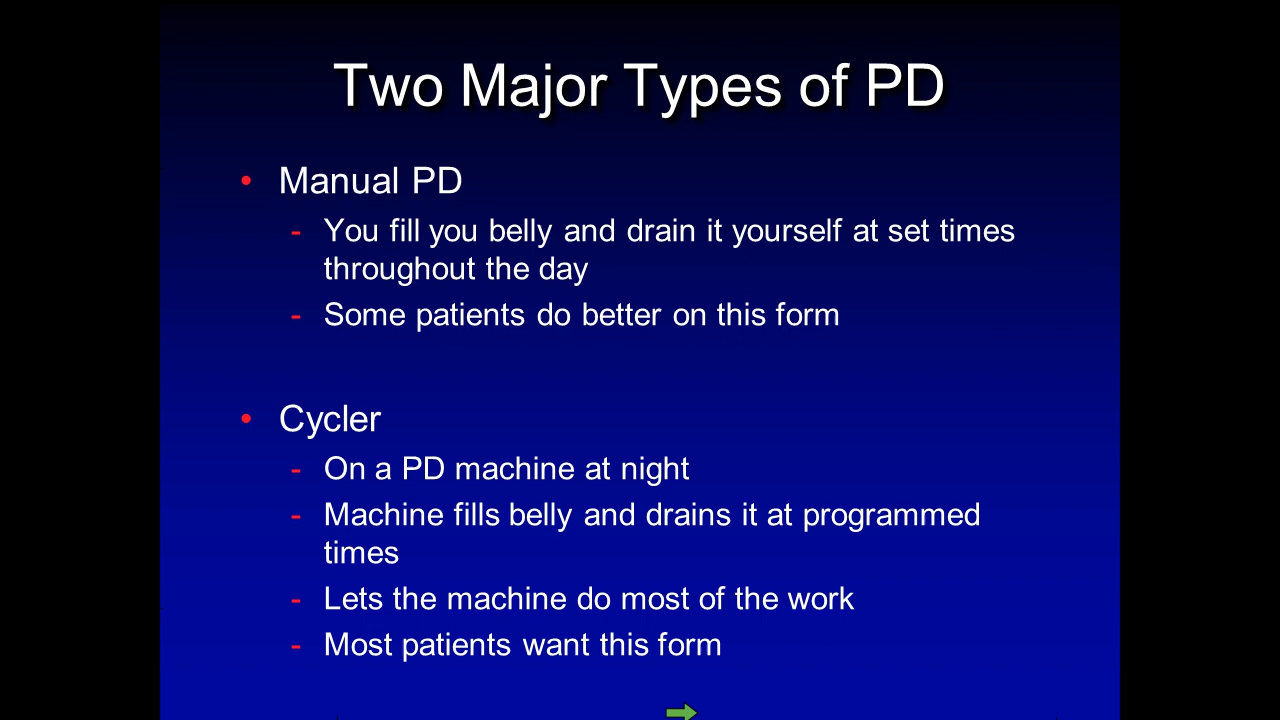 Two Major Types of PD
• Manual PD
- You fill you belly and drain it yourself at set times
throughout the day
- Some patients do better on this form
• Cycler
- On a PD machine at night
- Machine fills belly and drains it at programmed
times
- Lets the machine do most of the work
- Most patients want this form